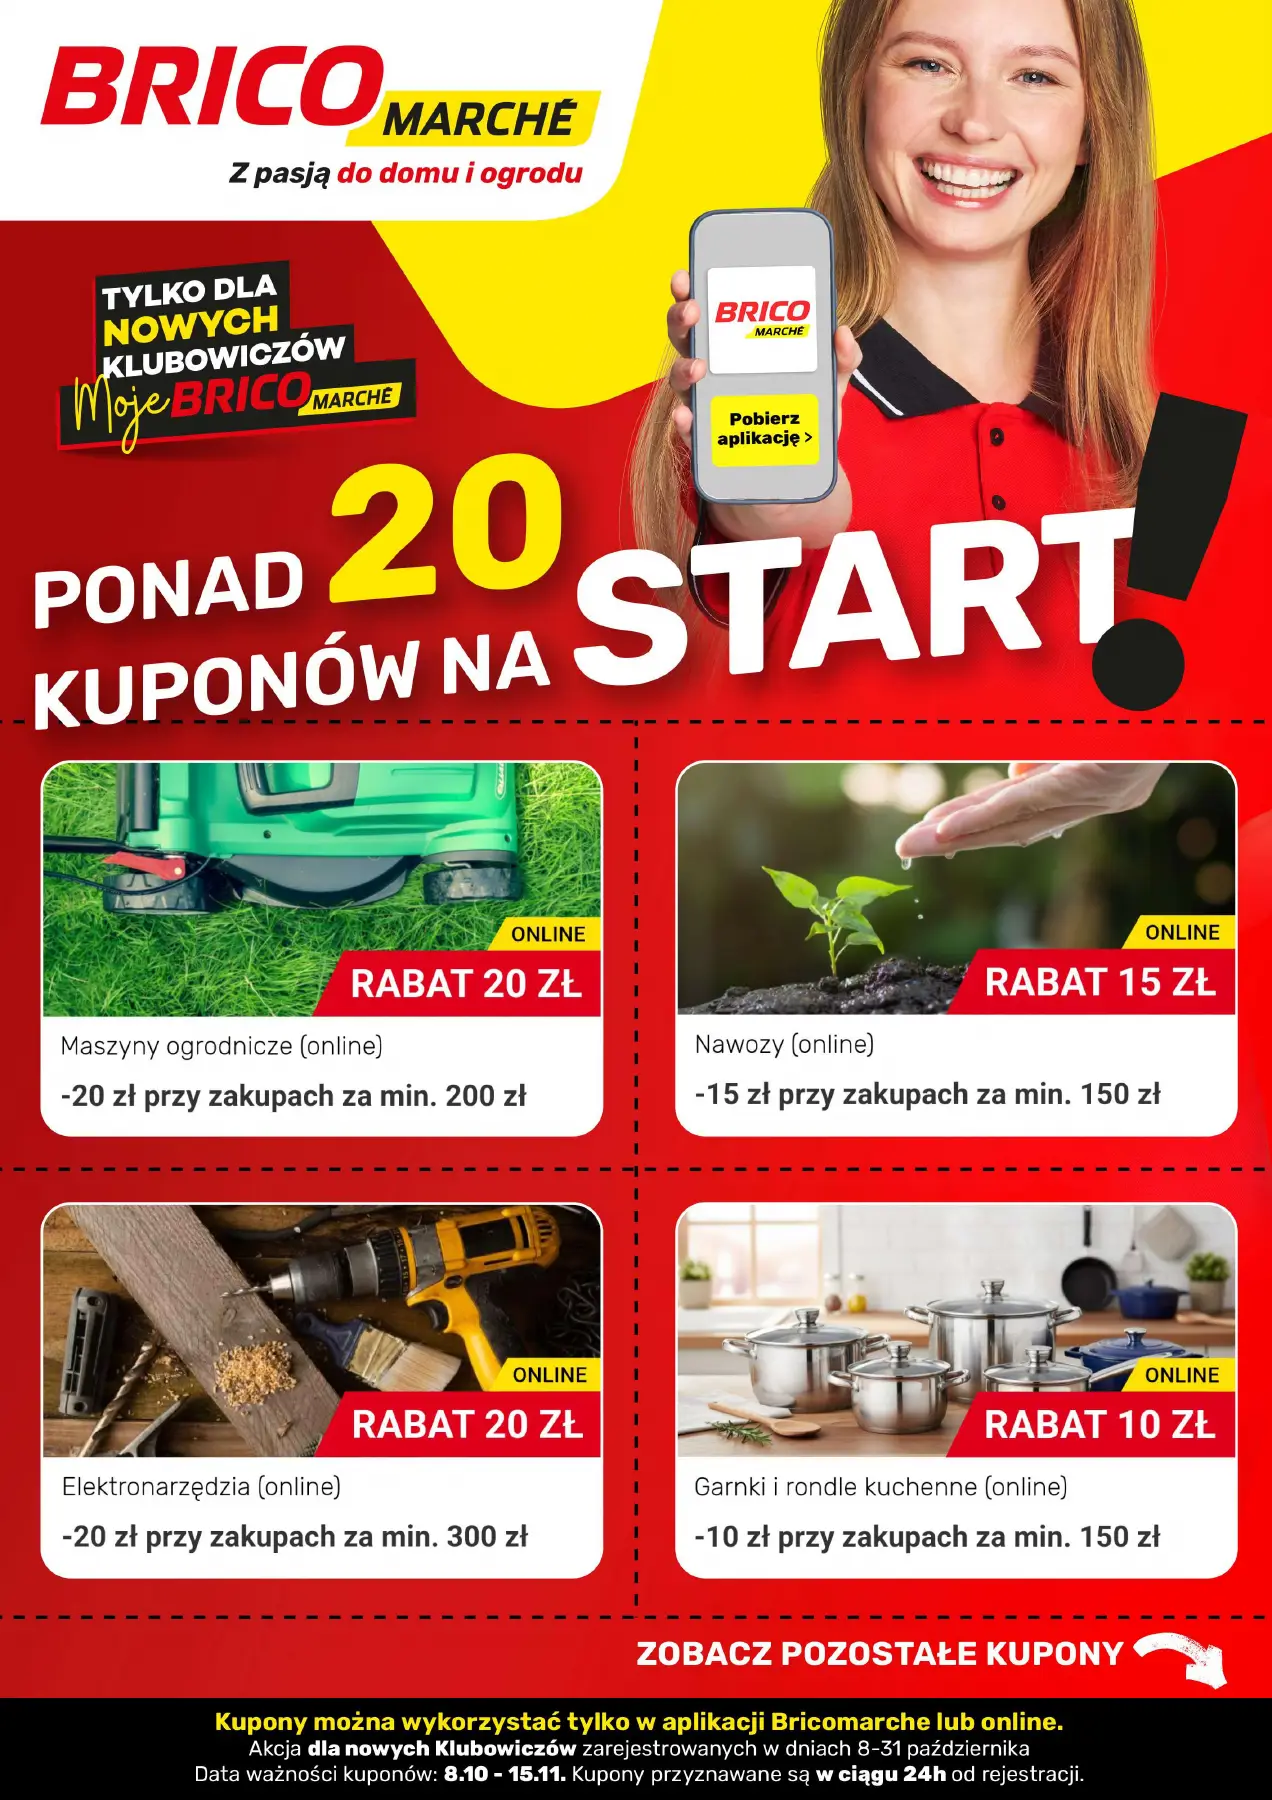 BRICO
MARCHÉ
Z pasją do domu i ogrodu
BRICO
MARCHÉ
Pobierz
aplikację >
TYLKO DLA
NOWYCH
KLUBOWICZÓW
Moje BRICO MARCHÉ
PONAD 20
KUPONÓW NA START!
ONLINE
RABAT 20 ZŁ
Maszyny ogrodnicze (online)
-20 zł przy zakupach za min. 200 zł
ONLINE
RABAT 15 ZŁ
Nawozy (online)
-15 zł przy zakupach za min. 150 zł
ONLINE
RABAT 20 ZŁ
Elektronarzędzia (online)
-20 zł przy zakupach za min. 300 zł
ONLINE
RABAT 10 ZŁ
Garnki i rondle kuchenne (online)
-10 zł przy zakupach za min. 150 zł
ZOBACZ POZOSTAŁE KUPONY
Kupony można wykorzystać tylko w aplikacji Bricomarche lub online.
Akcja dla nowych Klubowiczów zarejestrowanych w dniach 8-31 października
Data ważności kuponów: 8.10 - 15.11. Kupony przyznawane są w ciągu 24h od rejestracji.